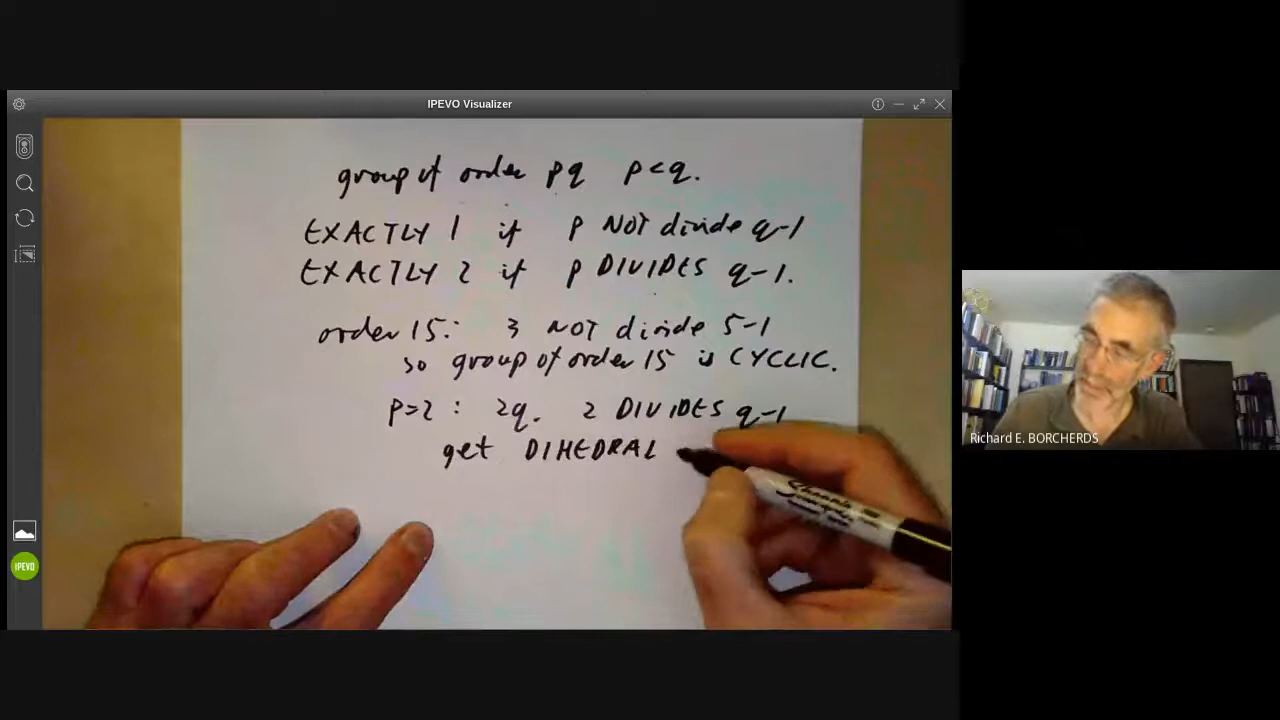 IPEVO Visualizer
group of order pq p<q.
EXACTLY 1 if p NOT divide q-1
EXACTLY 2 if p DIVIDES q-1.
order 15: 3 NOT divide 5-1
so group of order 15 is CYCLIC.
p=2 : 2q. 2 DIVIDES q-1
get DIHEDRAL
Richard E. BORCHERDS
IPEVO
Sharpie